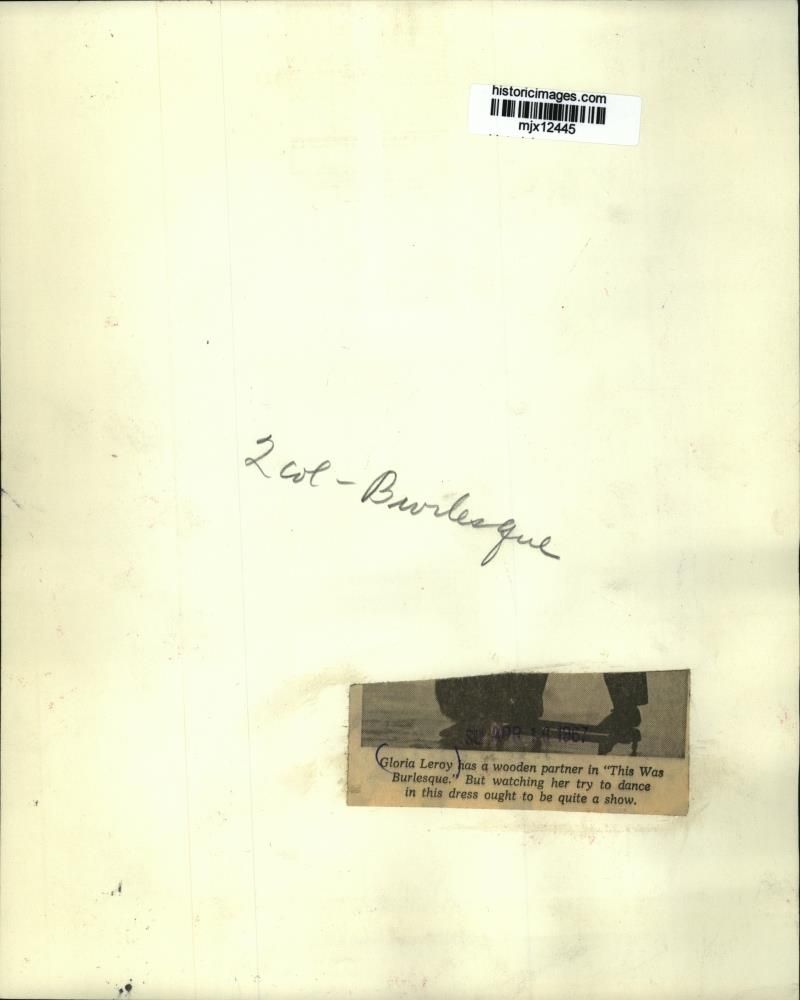 historicimages.com
mjx12445
2 col - Burlesque
APR 1967
Gloria Leroy has a wooden partner in "This Was
Burlesque." But watching her try to dance
in this dress ought to be quite a show.